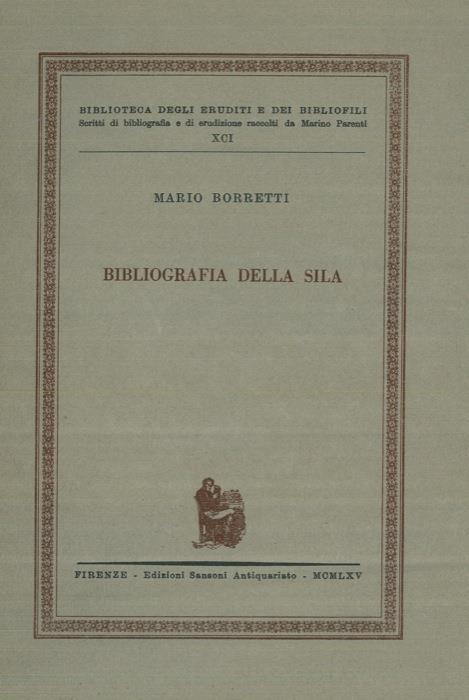 BIBLIOTECA DEGLI ERUDITI E DEI BIBLIOFILI
Scritti di bibliografia e di erudizione raccolti da Marino Parenti
XCI
MARIO BORRETTI
BIBLIOGRAFIA DELLA SILA
FIRENZE - Edizioni Sansoni Antiquariato - MCMLXV